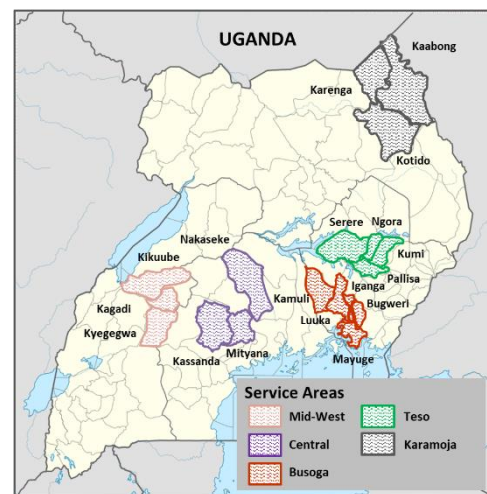 UGANDA
Kaabong
Karenga
Kotido
Serere Ngora
Nakaseke
Kumi
Kikuube
Pallisa
Iganga
Kamuli
Bugweri
Kagadi
Luuka
Kyegegwa
Mityana
Kassanda
Mayuge
Service Areas
Mid-West
Teso
Central
Karamoja
Busoga